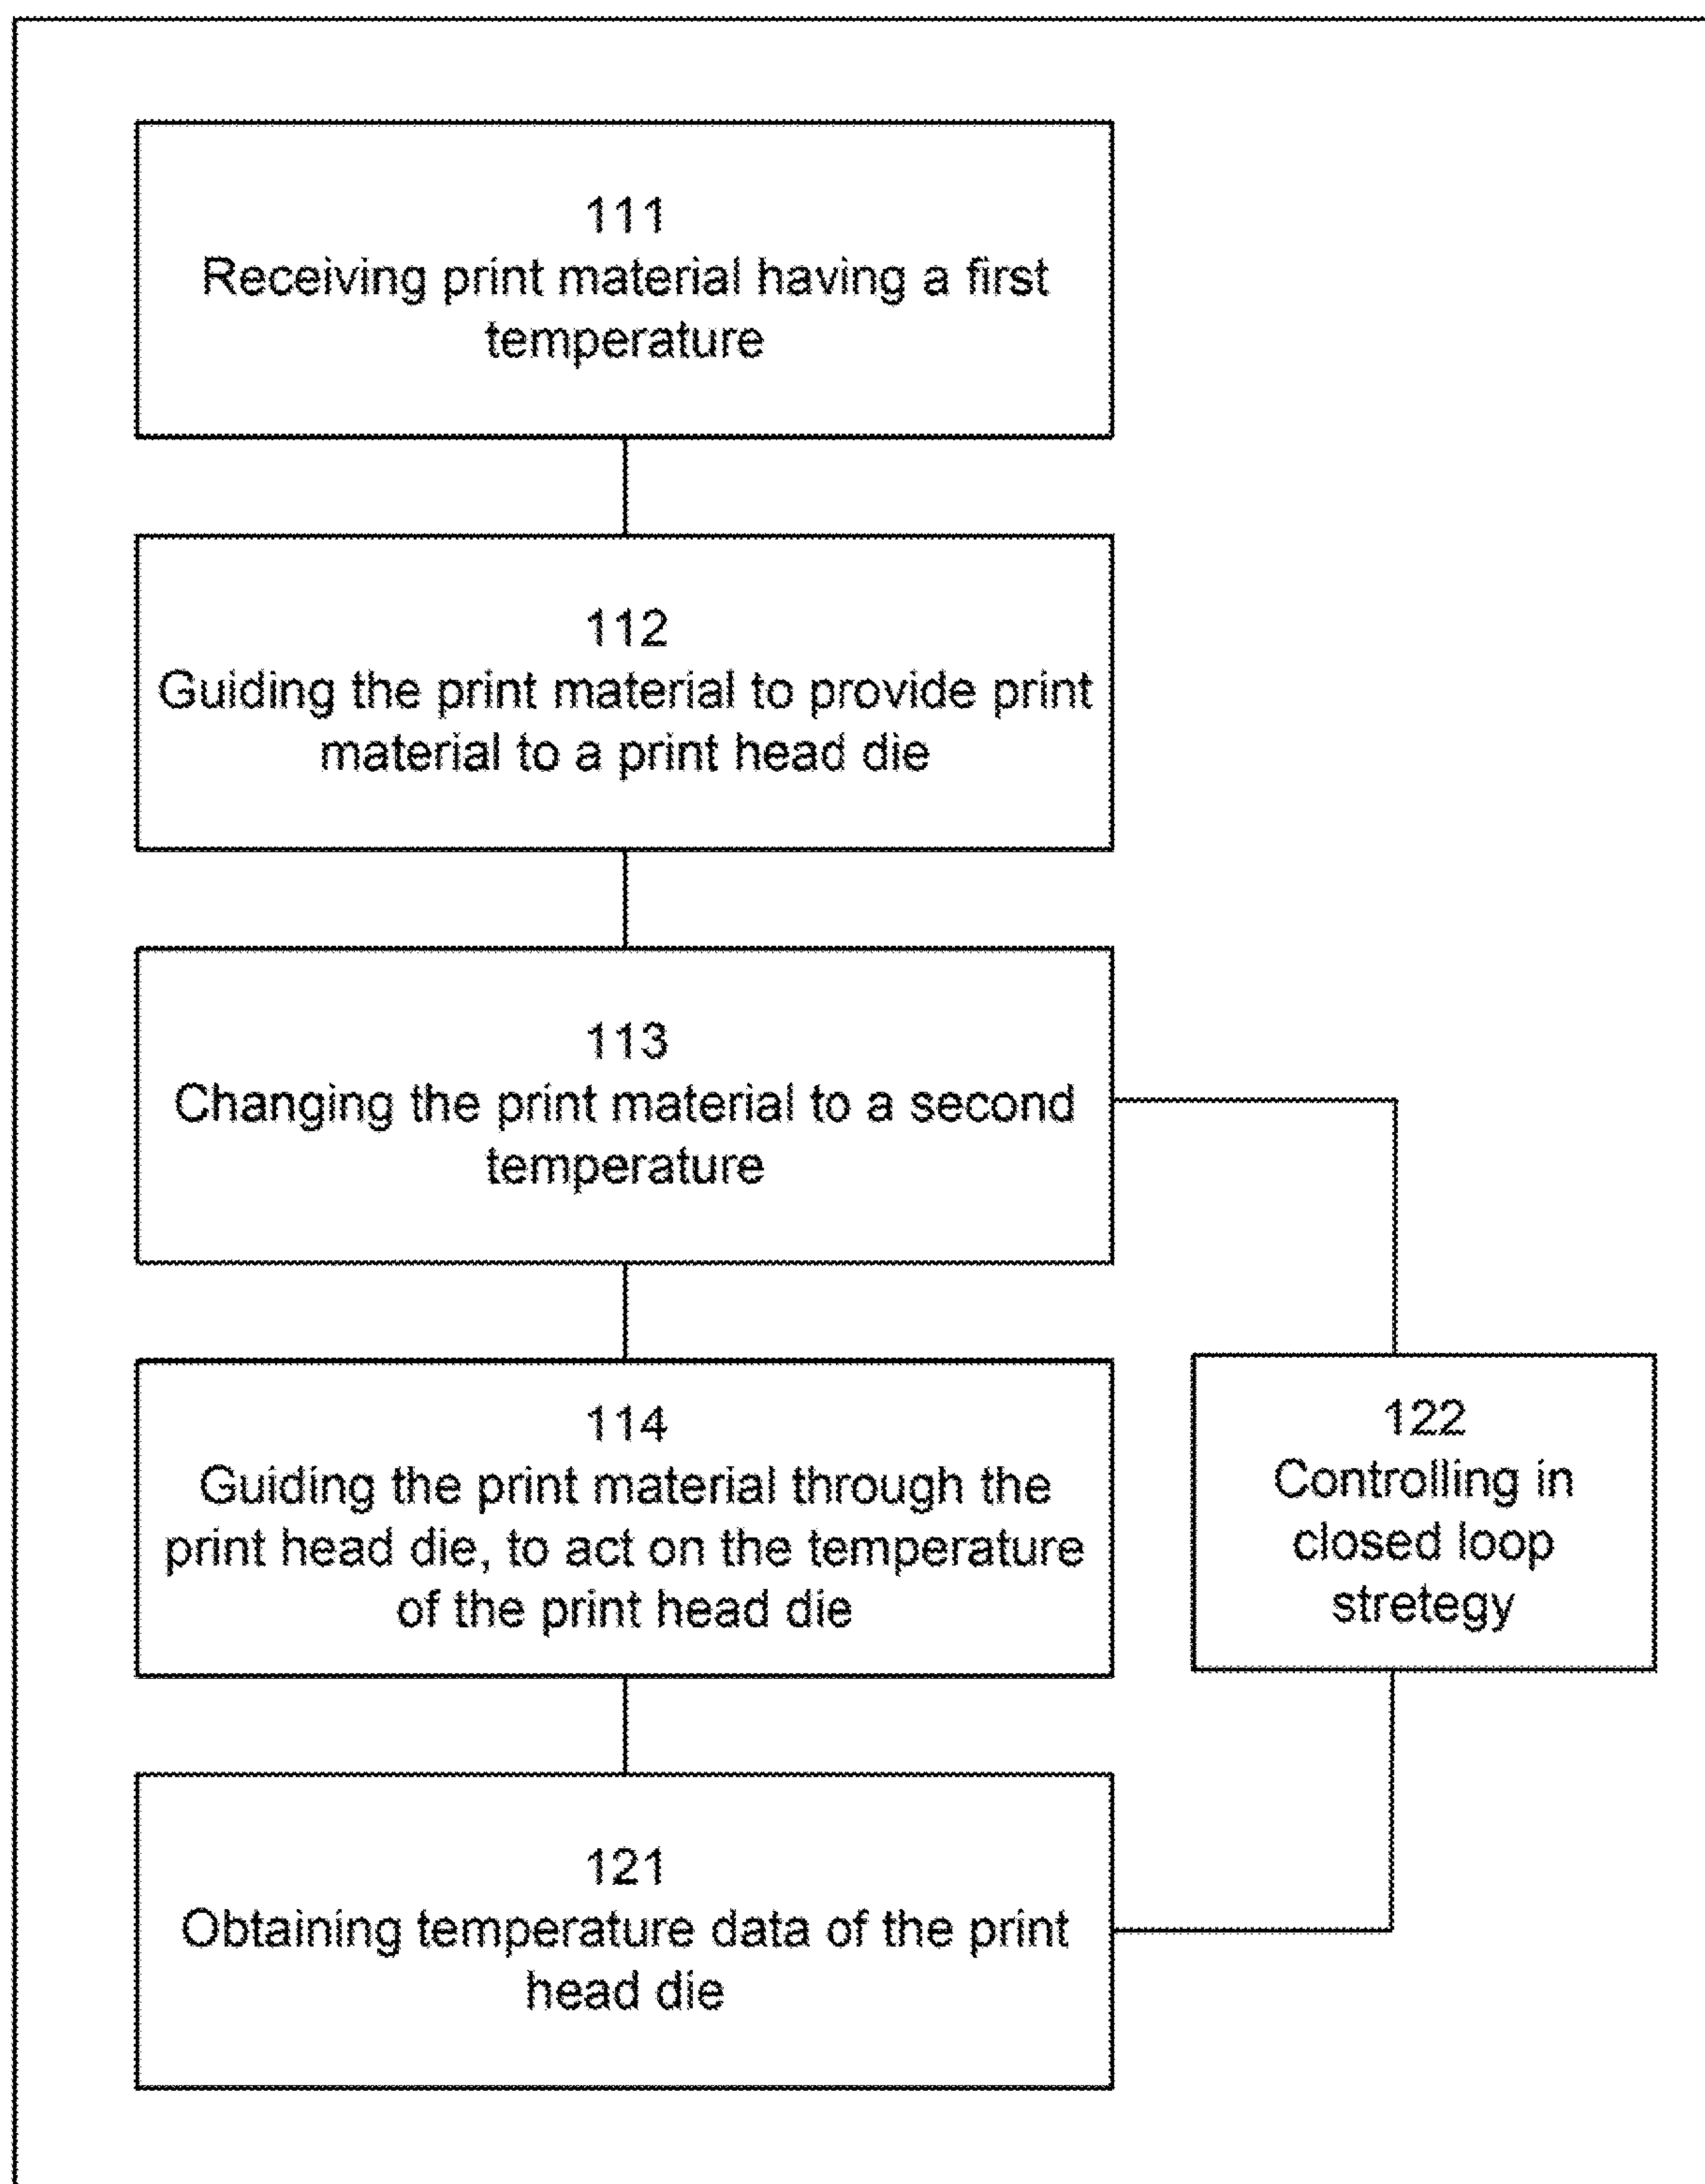 111
Receiving print material having a first
temperature
112
Guiding the print material to provide print
material to a print head die
113
Changing the print material to a second
temperature
114
Guiding the print material through the
print head die, to act on the temperature
of the print head die
122
Controlling in
closed loop
stretegy
121
Obtaining temperature data of the print
head die